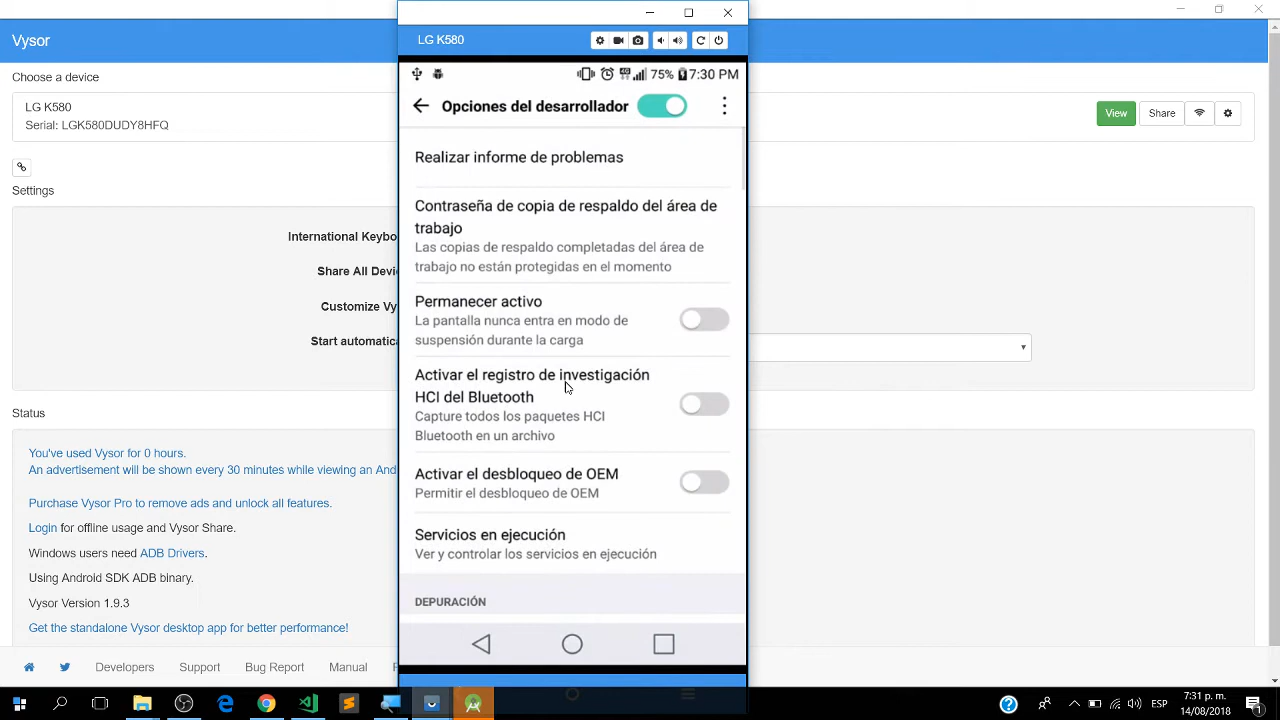 LG K580
Vysor
Choose a device
LG K580
Serial: LGK580DUDY8HFQ
View
Share
Settings
International Keybo
Share All Devi
Customize Vy
Start automatica
Status
You've used Vysor for 0 hours.
An advertisement will be shown every 30 minutes while viewing an And
Purchase Vysor Pro to remove ads and unlock all features.
Login for offline usage and Vysor Share.
Windows users need ADB Drivers.
Using Android SDK ADB binary.
Vysor Version 1.9.3
Get the standalone Vysor desktop app for better performance!
Developers
Support
Bug Report
Manual
4G
75%
7:30 PM
Opciones del desarrollador
Realizar informe de problemas
Contraseña de copia de respaldo del área de
trabajo
Las copias de respaldo completadas del área de
trabajo no están protegidas en el momento
Permanecer activo
La pantalla nunca entra en modo de
suspensión durante la carga
Activar el registro de investigación
HCI del Bluetooth
Capture todos los paquetes HCI
Bluetooth en un archivo
Activar el desbloqueo de OEM
Permitir el desbloqueo de OEM
Servicios en ejecución
Ver y controlar los servicios en ejecución
DEPURACIÓN
ESP
7:31 p. m.
14/08/2018